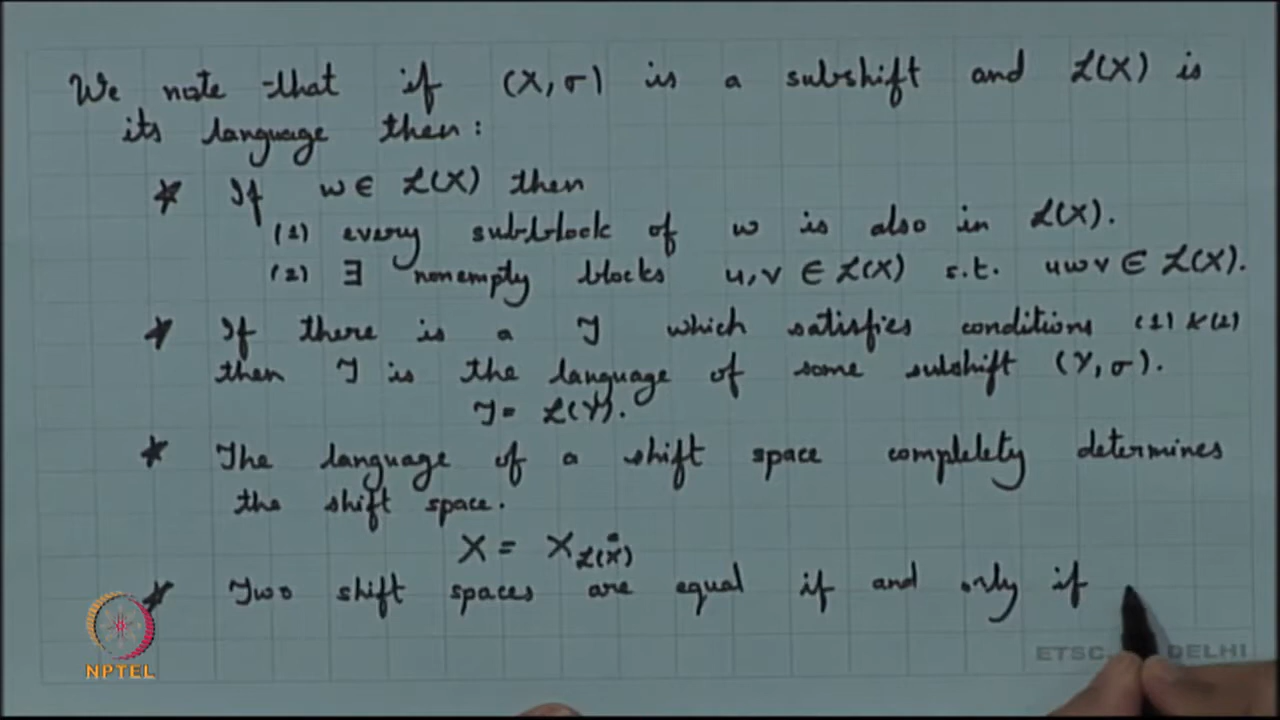 We note that if (X, σ) is a subshift and ℒ(X) is
its language then:
* If w ∈ ℒ(X) then
(1) every subblock of w is also in ℒ(X).
(2) ∃ nonempty blocks u, v ∈ ℒ(X) s.t. uwv ∈ ℒ(X).
* If there is a J which satisfies conditions (1) & (2)
then J is the language of some subshift (Y, σ).
J = ℒ(Y).
* The language of a shift space completely determines
the shift space.
X = X_ℒ(X)ᶜ
* Two shift spaces are equal if and only if
NPTEL
ETSC, DELHI